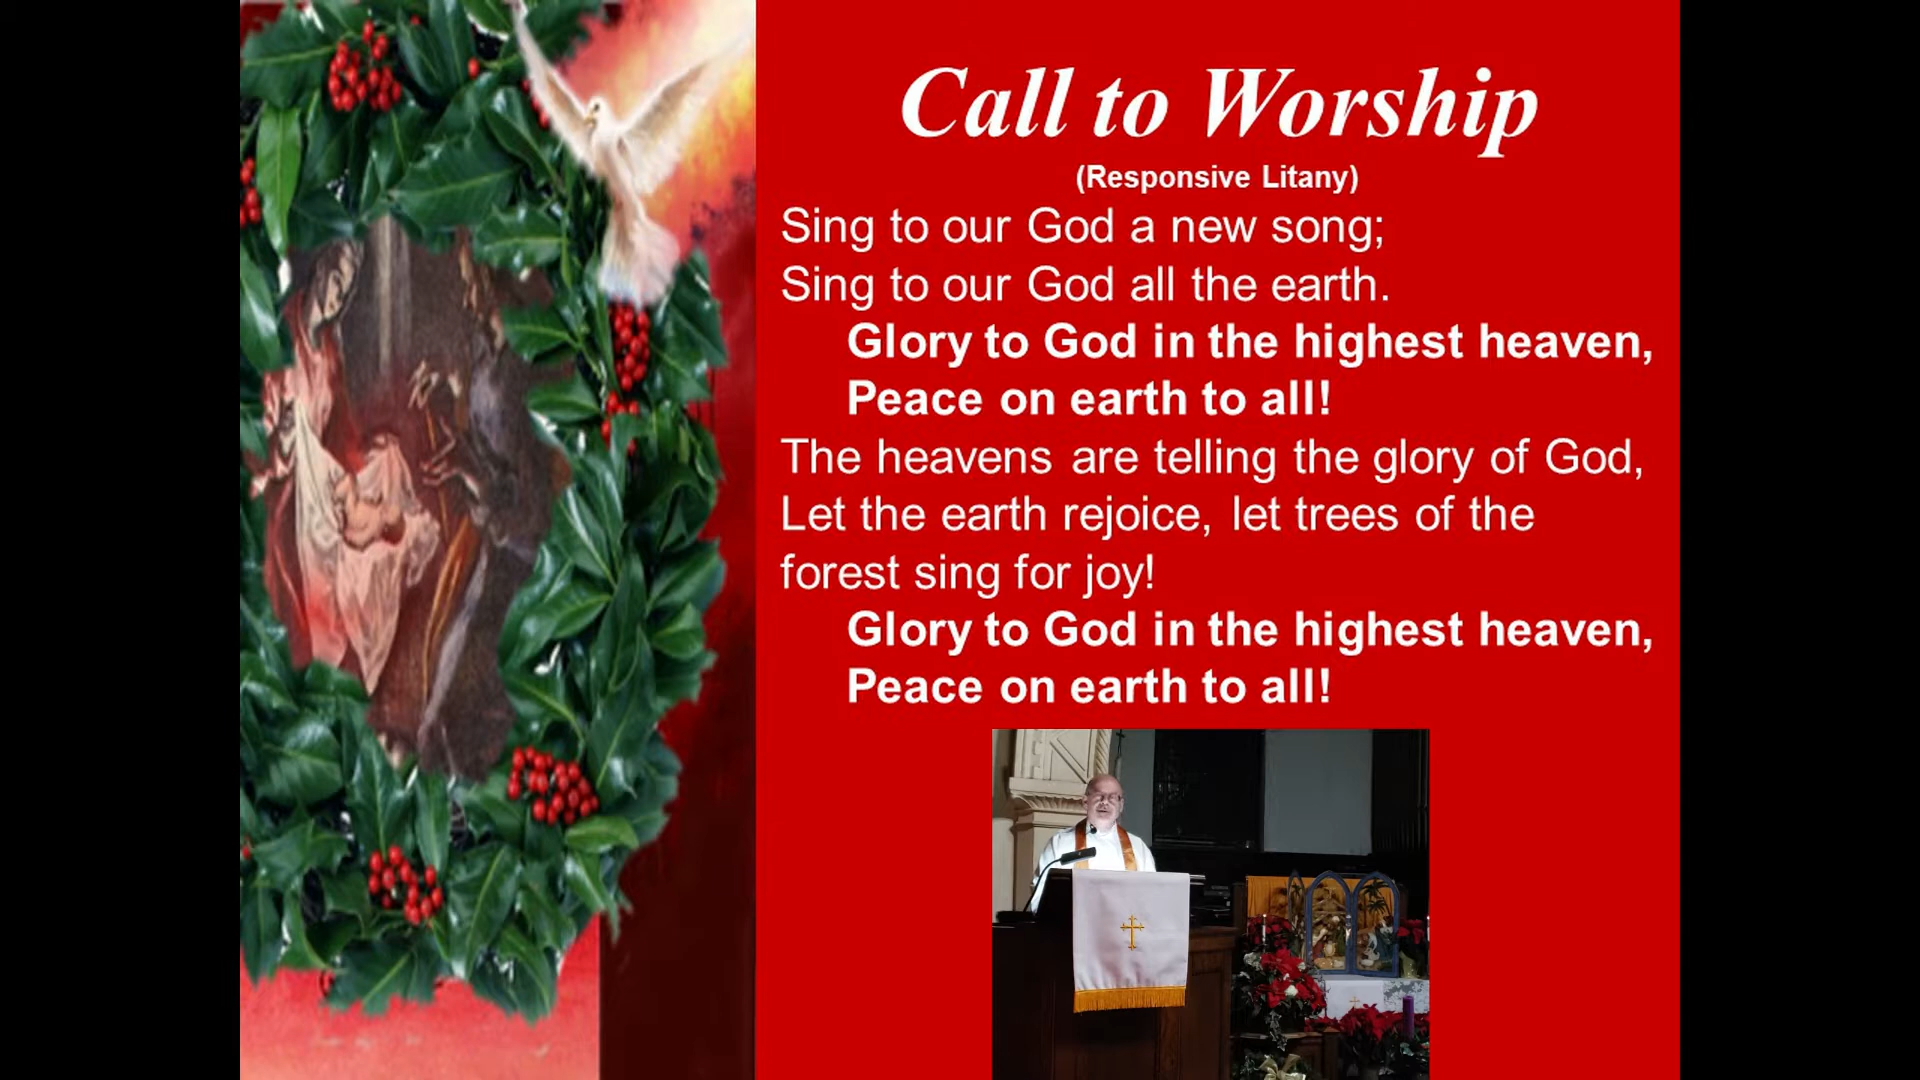 Call to Worship
(Responsive Litany)
Sing to our God a new song;
Sing to our God all the earth.
Glory to God in the highest heaven,
Peace on earth to all!
The heavens are telling the glory of God,
Let the earth rejoice, let trees of the
forest sing for joy!
Glory to God in the highest heaven,
Peace on earth to all!